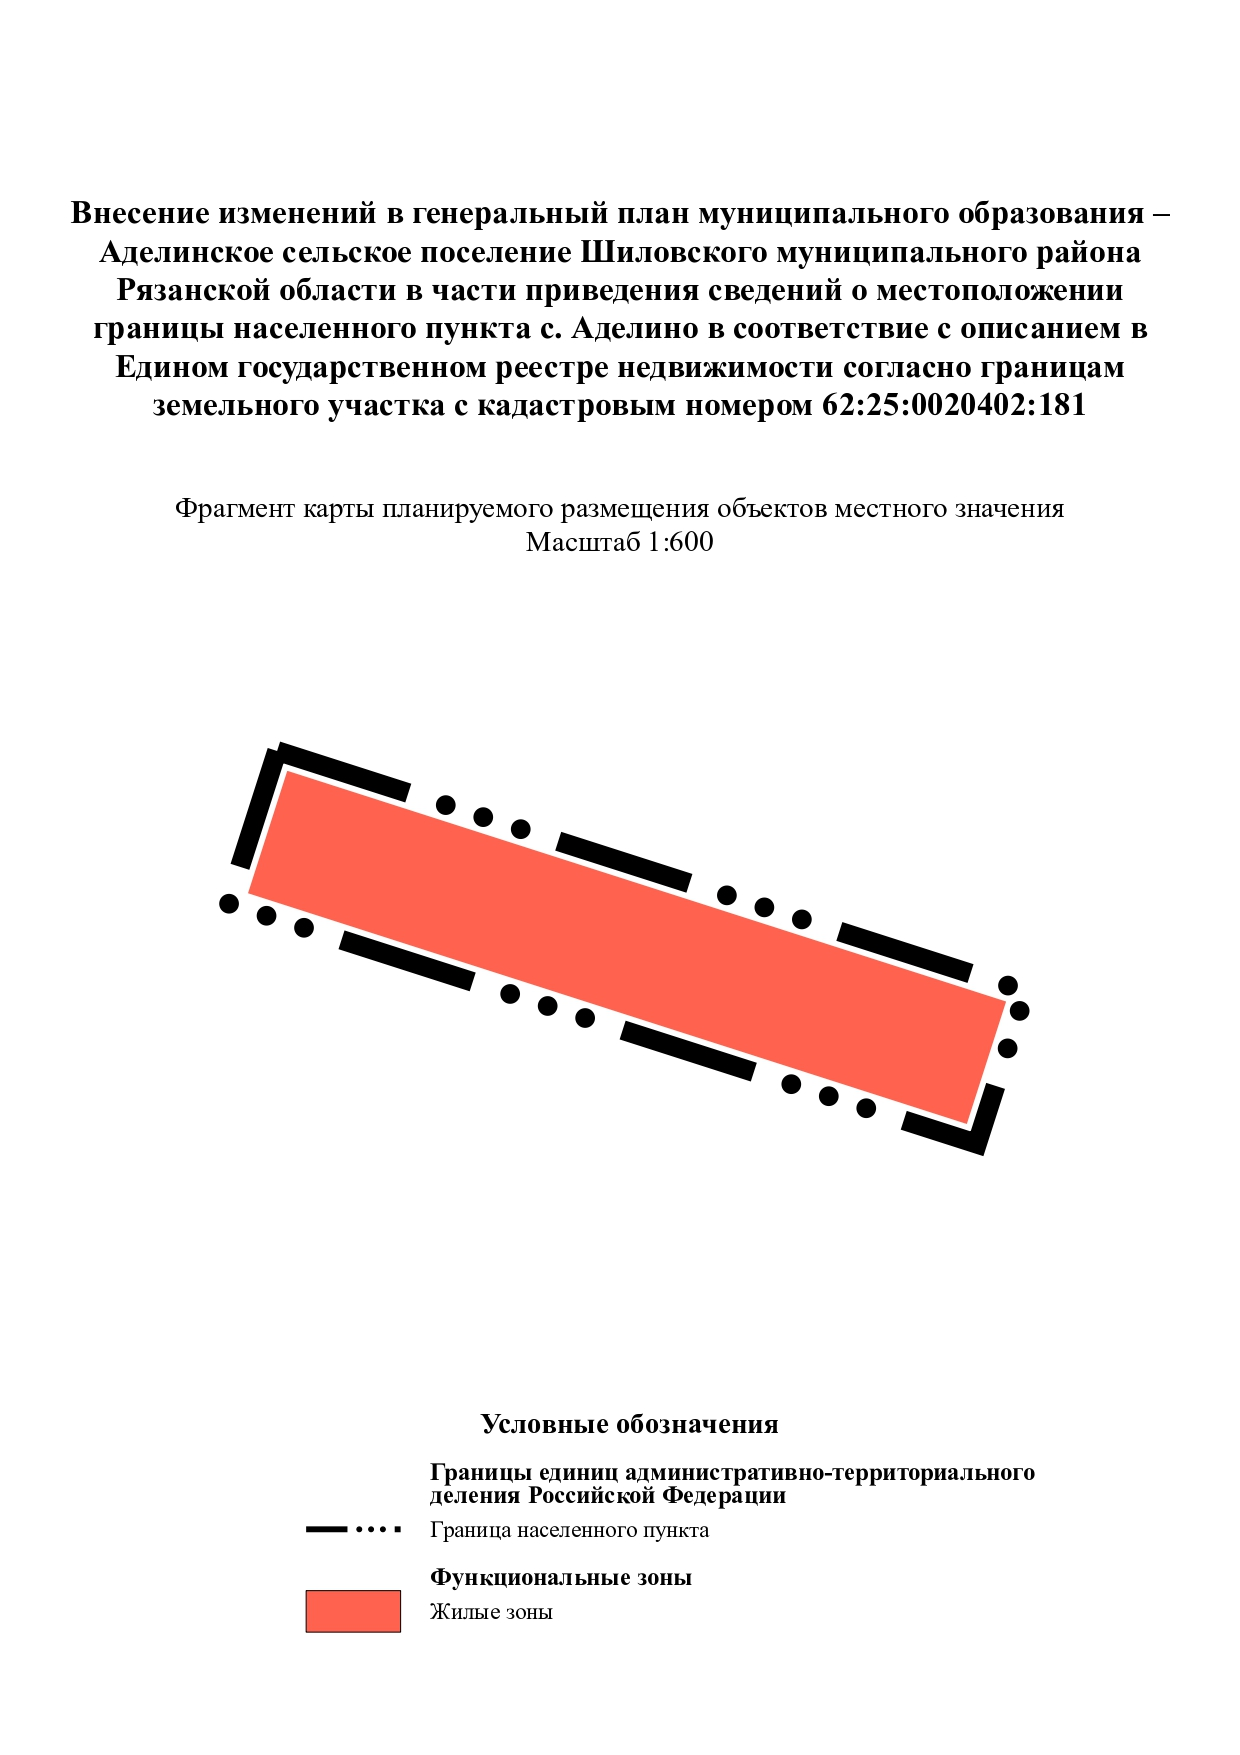 Внесение изменений в генеральный план муниципального образования –
Аделинское сельское поселение Шиловского муниципального района
Рязанской области в части приведения сведений о местоположении
границы населенного пункта с. Аделино в соответствие с описанием в
Едином государственном реестре недвижимости согласно границам
земельного участка с кадастровым номером 62:25:0020402:181
Фрагмент карты планируемого размещения объектов местного значения
Масштаб 1:600
Условные обозначения
Границы единиц административно-территориального
деления Российской Федерации
Граница населенного пункта
Функциональные зоны
Жилые зоны